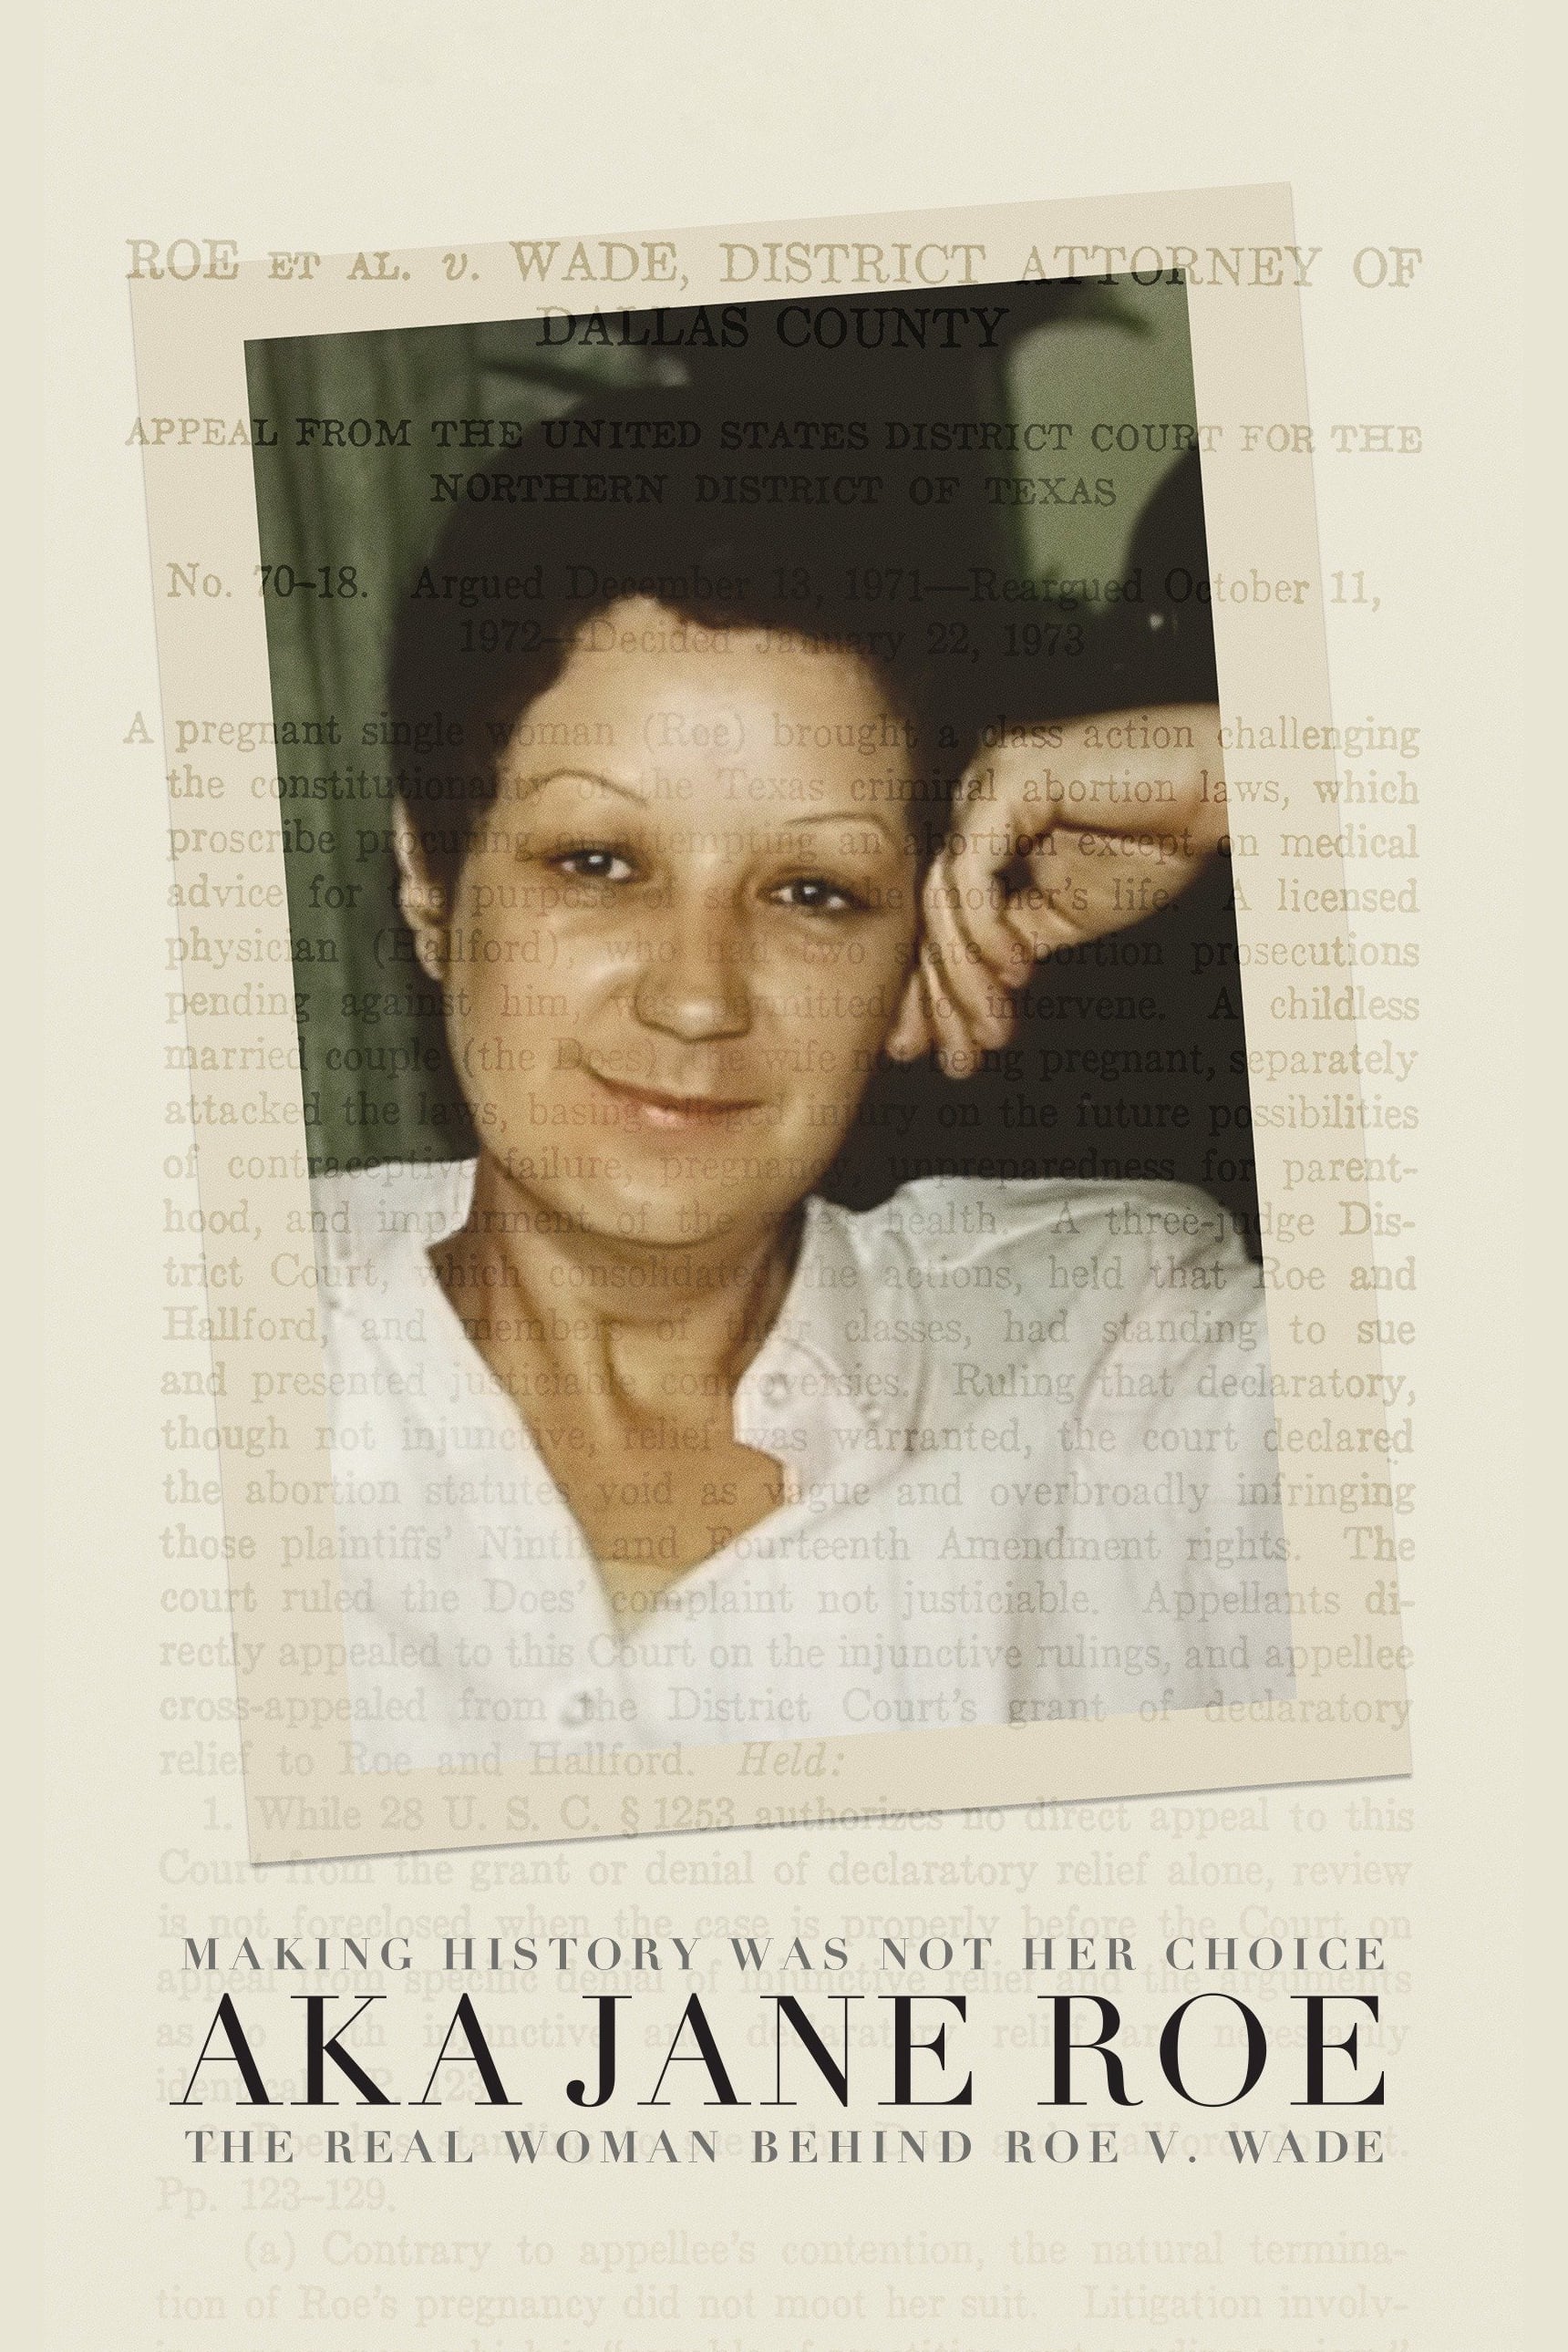 ROE ET AL. v. WADE, DISTRICT ATTORNEY OF
DALLAS COUNTY
APPEAL FROM THE UNITED STATES DISTRICT COURT FOR THE
NORTHERN DISTRICT OF TEXAS
No. 70–18. Argued December 13, 1971—Reargued October 11,
1972—Decided January 22, 1973
A pregnant single woman (Roe) brought a class action challenging
the constitutionality of the Texas criminal abortion laws, which
proscribe procuring or attempting an abortion except on medical
advice for the purpose of the mother's life. A licensed
physician (Hallford), who had two state abortion prosecutions
pending against him, was permitted to intervene. A childless
married couple (the Does), the wife not being pregnant, separately
attacked the laws, basing alleged injury on the future possibilities
of contraceptive failure, pregnancy, unpreparedness for parent-
hood, and impairment of the wife's health. A three-judge Dis-
trict Court, which consolidated the actions, held that Roe and
Hallford, and members of their classes, had standing to sue
and presented justiciable controversies. Ruling that declaratory,
though not injunctive, relief was warranted, the court declared
the abortion statutes void as vague and overbroadly infringing
those plaintiffs' Ninth and Fourteenth Amendment rights. The
court ruled the Does' complaint not justiciable. Appellants di-
rectly appealed to this Court on the injunctive rulings, and appellee
cross-appealed from the District Court's grant of declaratory
relief to Roe and Hallford. Held:
1. While 28 U. S. C. § 1253 authorizes no direct appeal to this
Court from the grant or denial of declaratory relief alone, review
is not foreclosed when the case is properly before the Court on
MAKING HISTORY WAS NOT HER CHOICE
appeal from specific denial of injunctive relief and the arguments
AKA JANE ROE
THE REAL WOMAN BEHIND ROE V. WADE
Pp. 123–129.
(a) Contrary to appellee's contention, the natural termina-
tion of Roe's pregnancy did not moot her suit. Litigation involv-